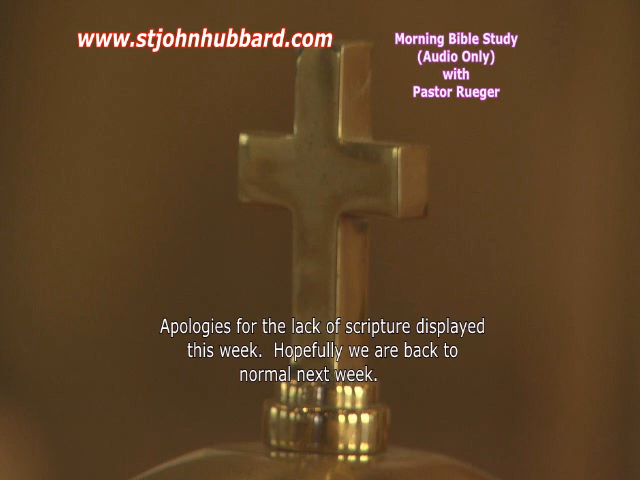 www.stjohnhubbard.com
Morning Bible Study
(Audio Only)
with
Pastor Rueger
Apologies for the lack of scripture displayed
this week. Hopefully we are back to
normal next week.